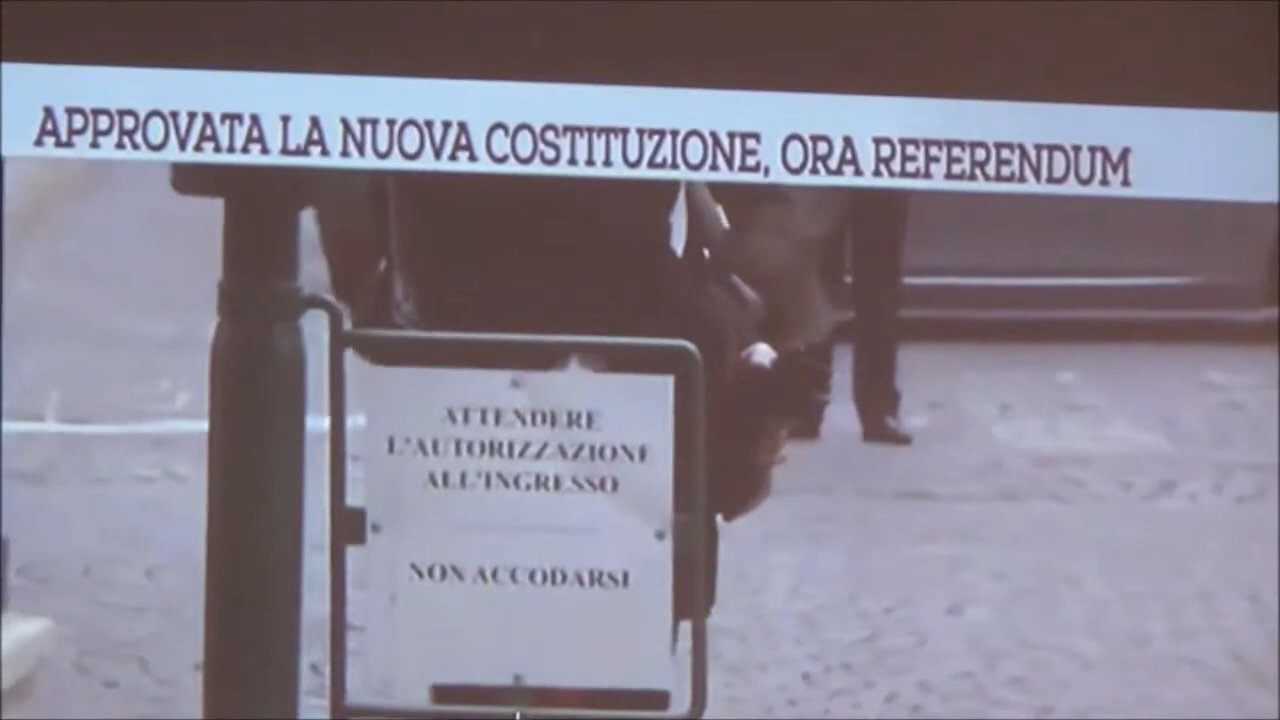 APPROVATA LA NUOVA COSTITUZIONE, ORA REFERENDUM
ATTENDERE
L'AUTORIZZAZIONE
ALL'INGRESSO
NON ACCODARSI